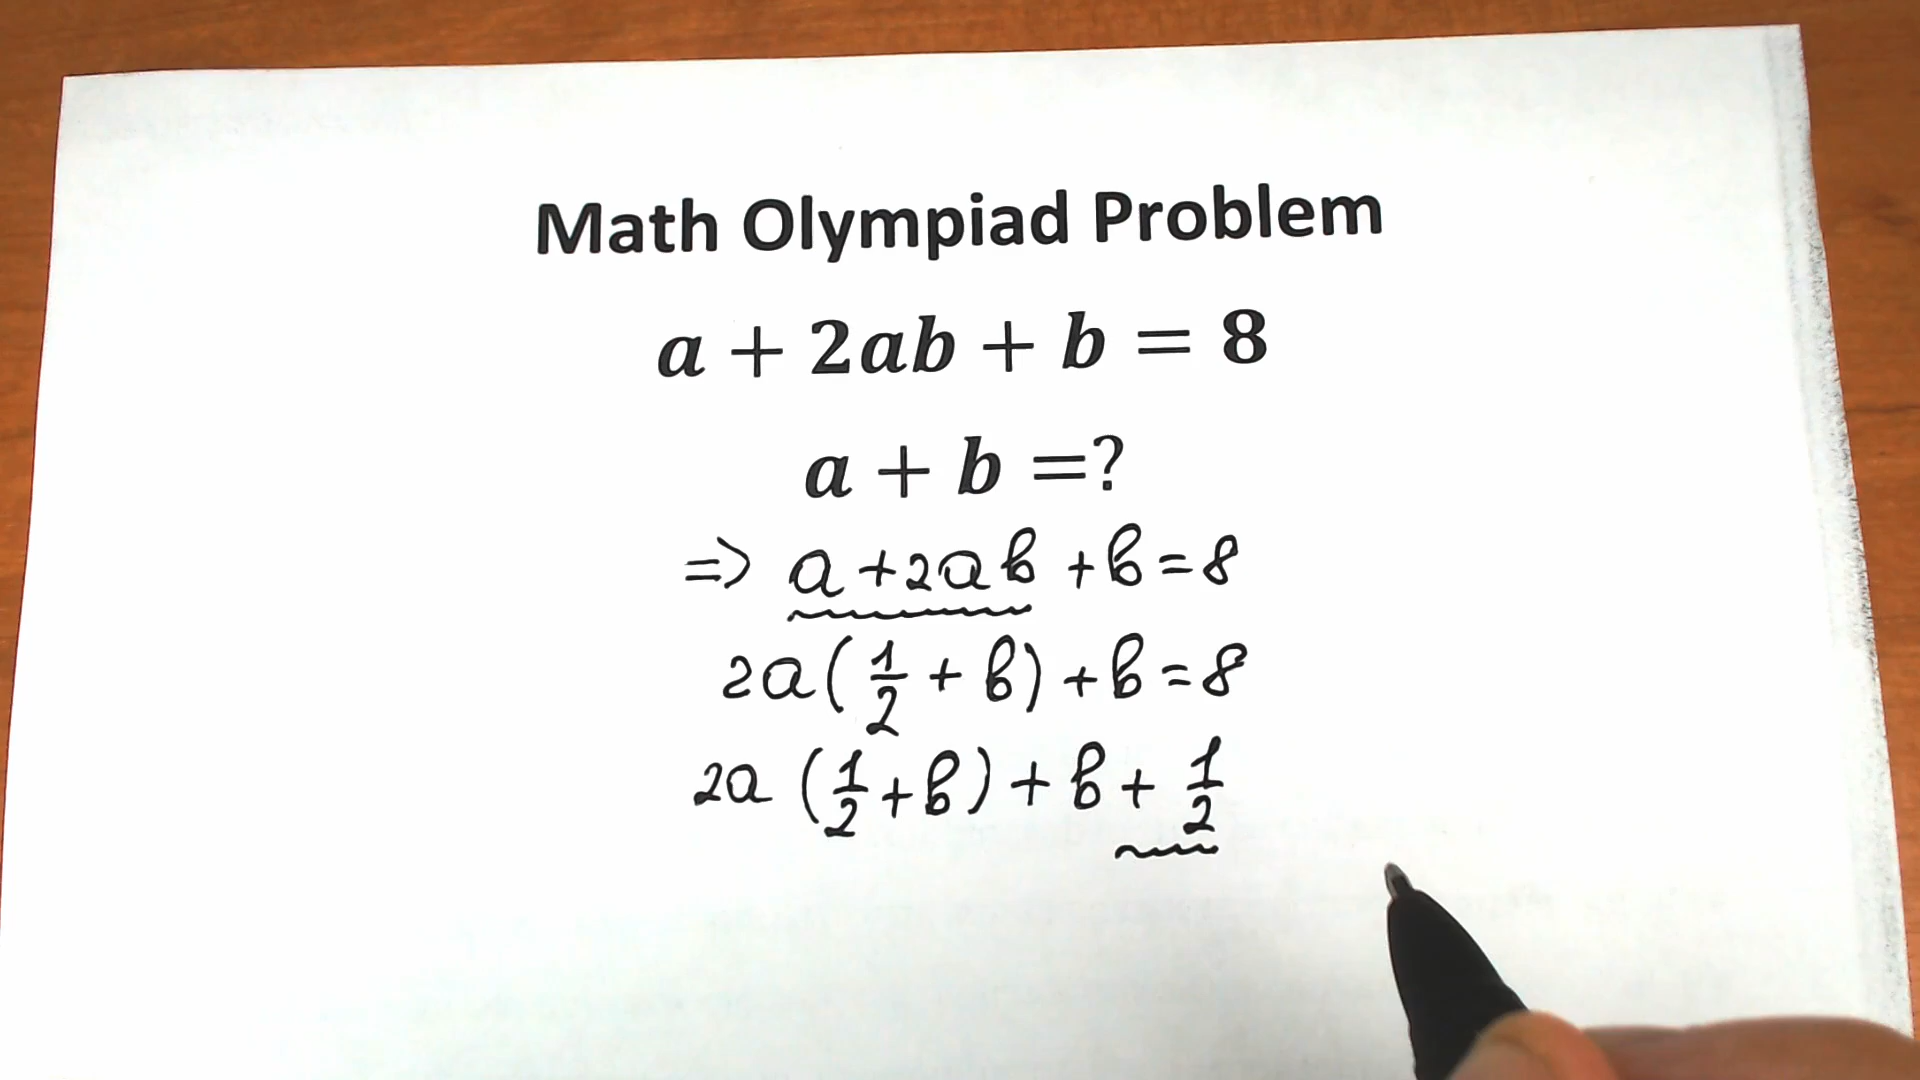 Math Olympiad Problem
a + 2ab + b = 8
a + b =?
=> a + 2ab + b = 8
2a(1/2 + b) + b = 8
2a (1/2 + b) + b + 1/2